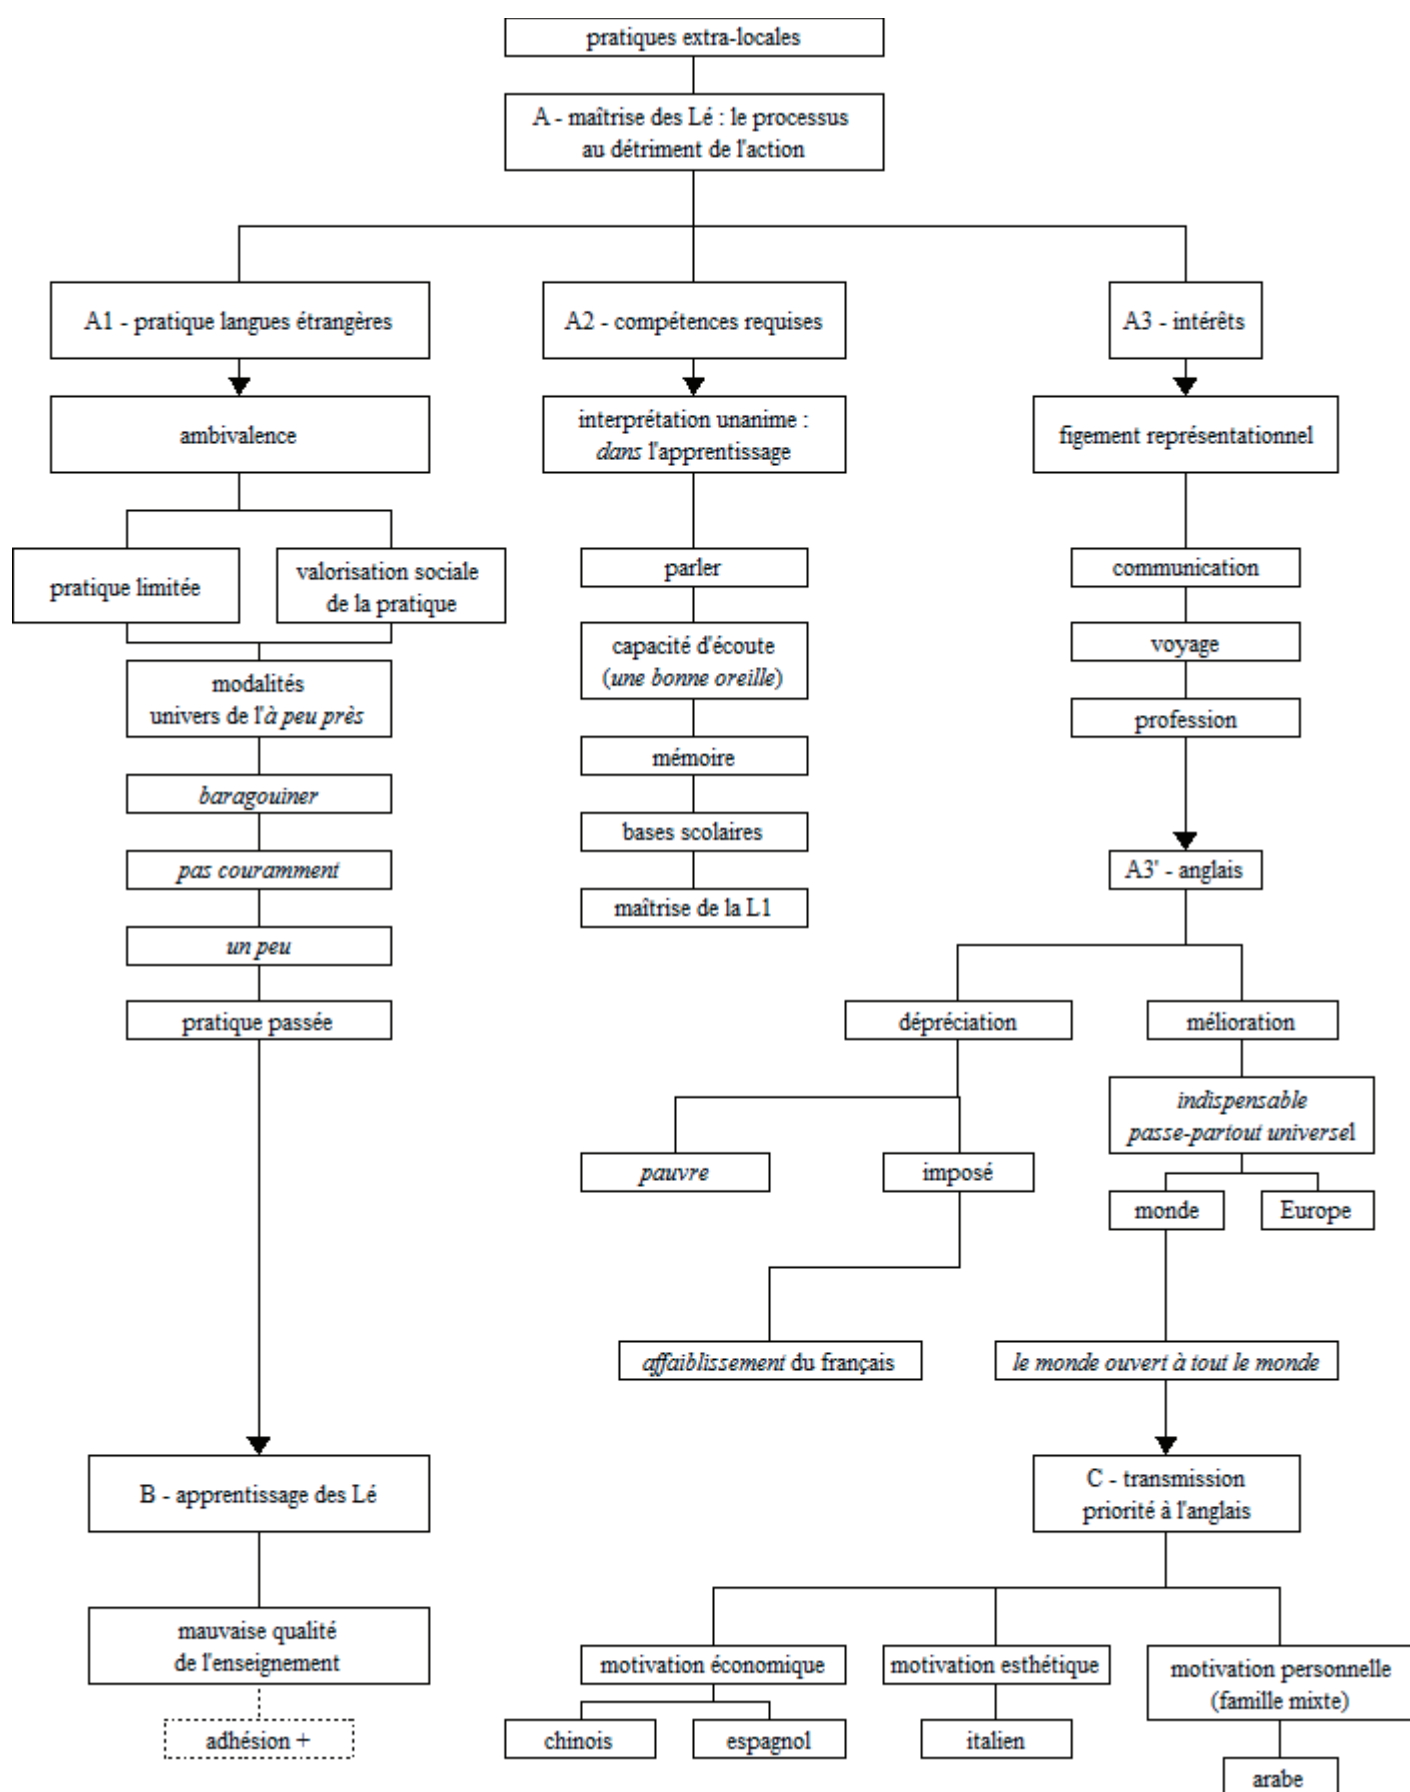 pratiques extra-locales
A - maîtrise des Lé : le processus
au détriment de l'action
A1 - pratique langues étrangères
A2 - compétences requises
A3 - intérêts
ambivalence
interprétation unanime :
dans l'apprentissage
figement représentationnel
pratique limitée
valorisation sociale
de la pratique
parler
communication
modalités
univers de l'à peu près
capacité d'écoute
(une bonne oreille)
voyage
profession
baragouiner
mémoire
pas couramment
bases scolaires
A3' - anglais
un peu
maîtrise de la L1
pratique passée
dépréciation
mélioration
indispensable
passe-partout universel
pauvre
imposé
monde
Europe
affaiblissement du français
le monde ouvert à tout le monde
B - apprentissage des Lé
C - transmission
priorité à l'anglais
mauvaise qualité
de l'enseignement
motivation économique
motivation esthétique
motivation personnelle
(famille mixte)
adhésion +
chinois
espagnol
italien
arabe